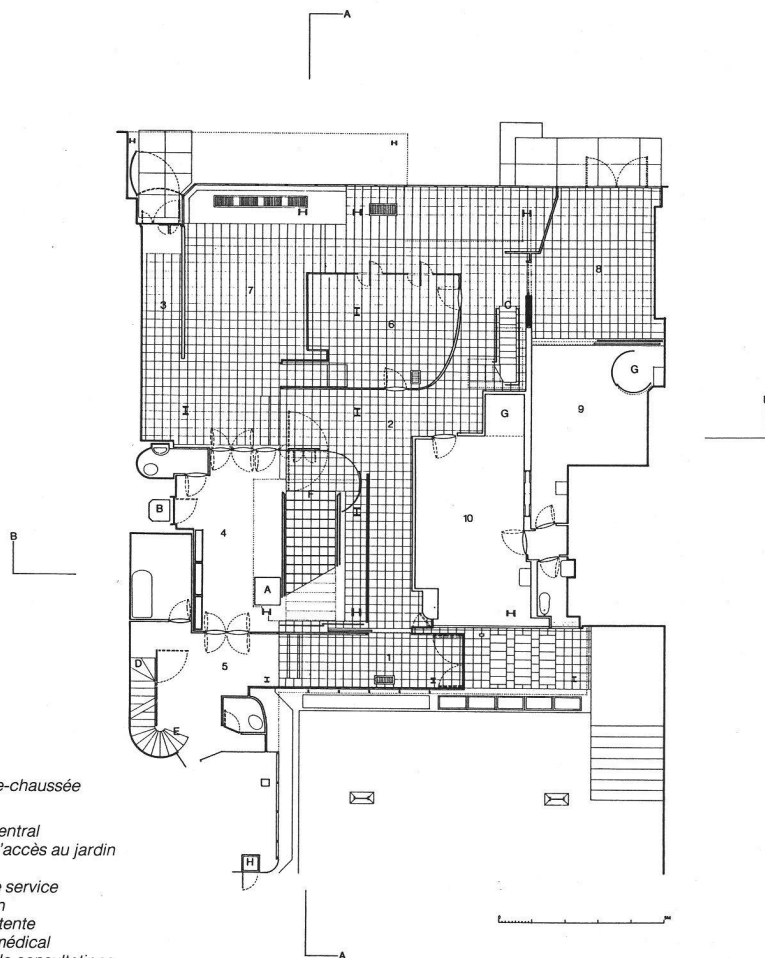 A
C
3
7
6
8
G
2
G
9
F
B
4
10
B
A
D
5
1
E
H
A
e-chaussée
entral
'accès au jardin
service
tente
médical